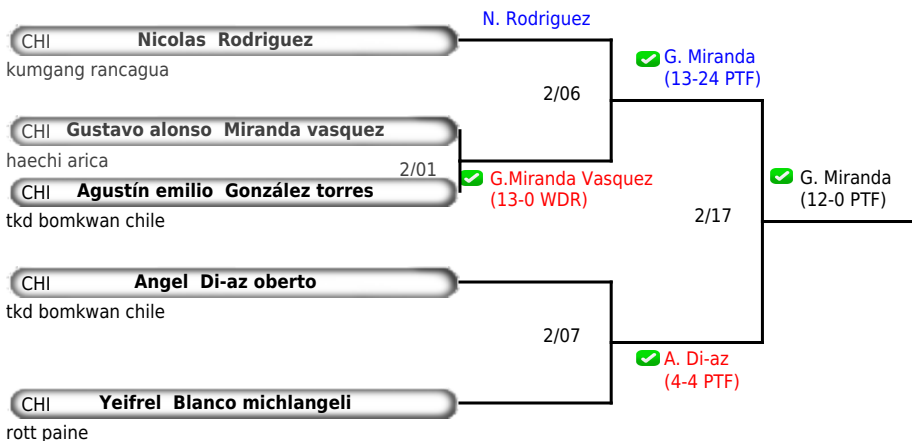 N. Rodriguez
CHI Nicolas Rodriguez
kumgang rancagua
G. Miranda
(13-24 PTF)
2/06
CHI Gustavo alonso Miranda vasquez
haechi arica
2/01
G.Miranda Vasquez
(13-0 WDR)
CHI Agustín emilio González torres
tkd bomkwan chile
G. Miranda
(12-0 PTF)
2/17
CHI Angel Di-az oberto
tkd bomkwan chile
2/07
A. Di-az
(4-4 PTF)
CHI Yeifrel Blanco michlangeli
rott paine